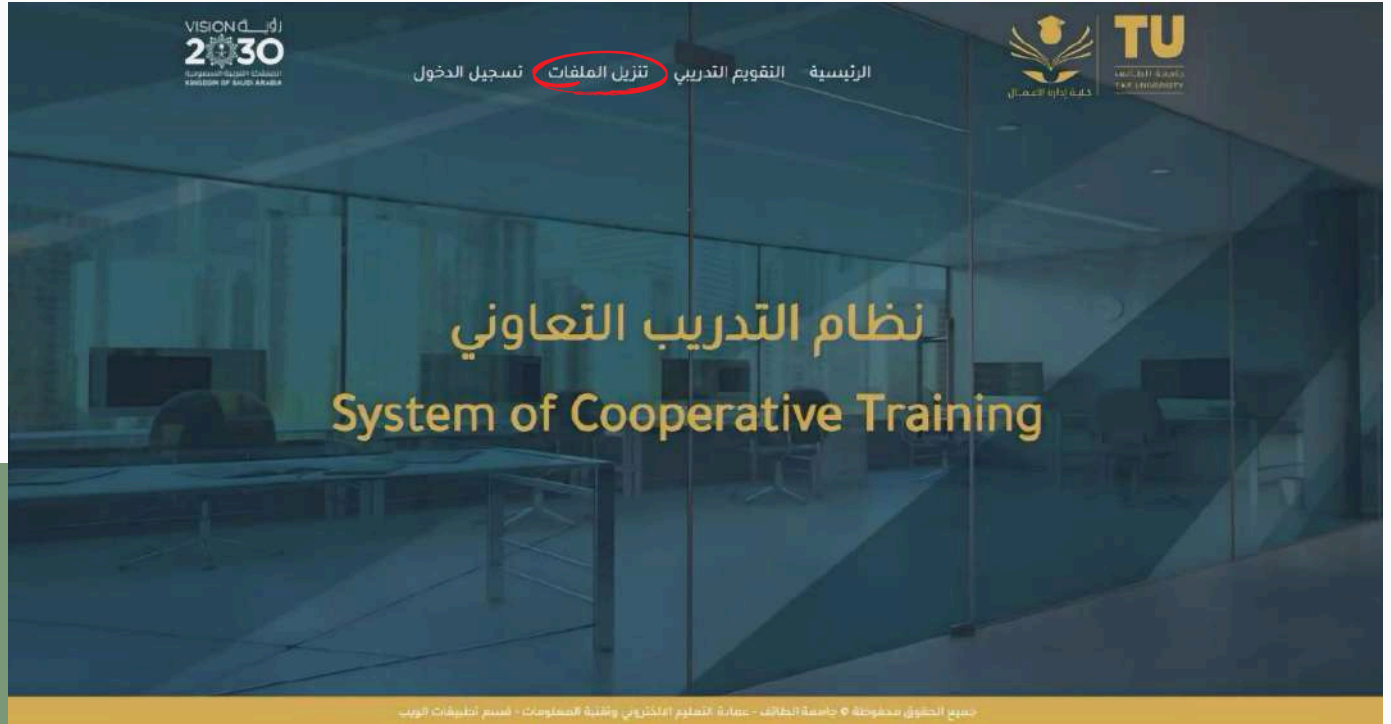 TU
جامعة الطائف
TAIF UNIVERSITY
كلية إدارة الأعمال
الرئيسية التقويم التدريبي تنزيل الملفات تسجيل الدخول
VISION رؤيـــة
2030
المملكة العربية السعودية
KINGDOM OF SAUDI ARABIA
نظام التدريب التعاوني
System of Cooperative Training
جميع الحقوق محفوظة © جامعة الطائف - عمادة التعليم الالكتروني وتقنية المعلومات - قسم تطبيقات الويب